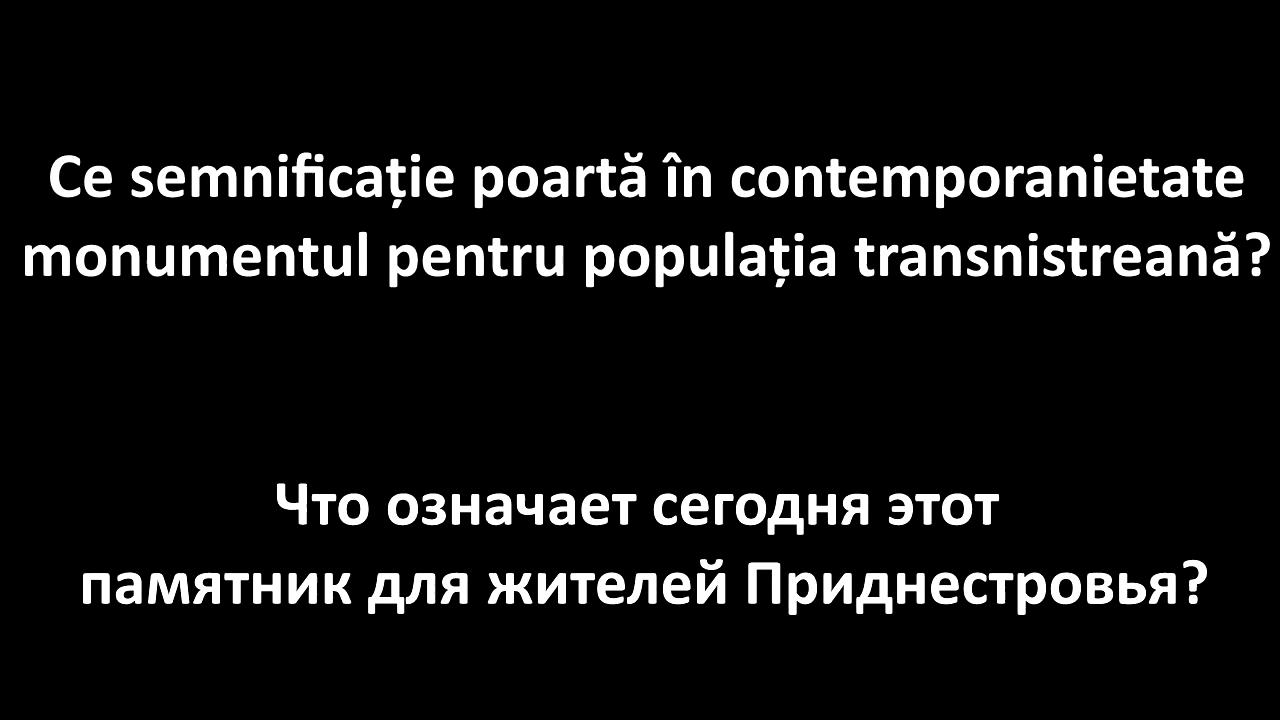 Ce semnificație poartă în contemporanietate
monumentul pentru populația transnistreană?
Что означает сегодня этот
памятник для жителей Приднестровья?